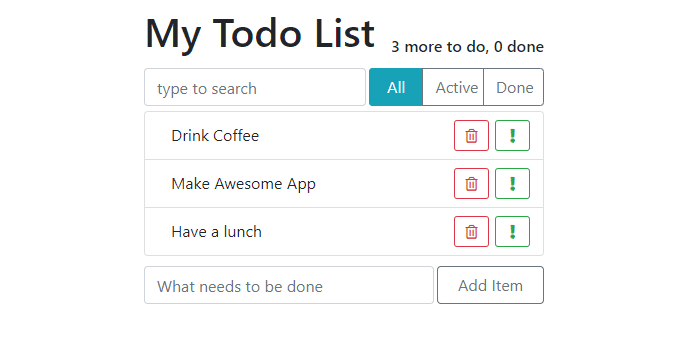 My Todo List 3 more to do, 0 done
type to search All Active Done
Drink Coffee
Make Awesome App
Have a lunch
What needs to be done Add Item